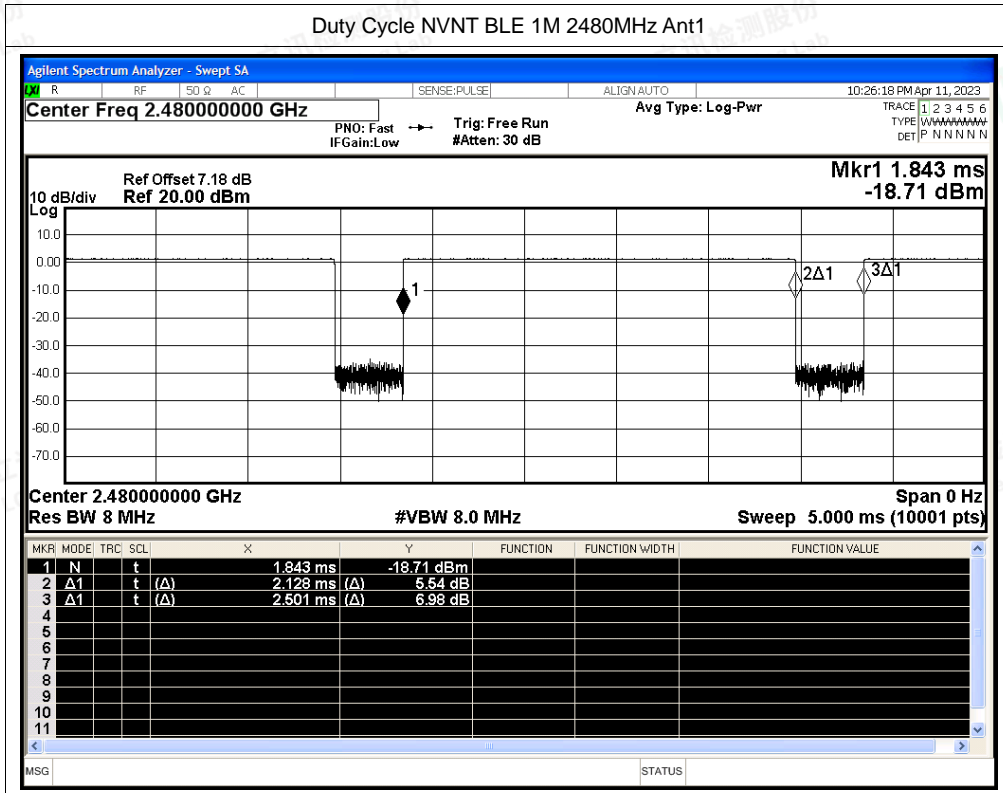 Duty Cycle NVNT BLE 1M 2480MHz Ant1
Agilent Spectrum Analyzer - Swept SA
LXI R RF 50 Ω AC SENSE:PULSE ALIGN AUTO 10:26:18 PM Apr 11, 2023
Center Freq 2.480000000 GHz Avg Type: Log-Pwr TRACE 1 2 3 4 5 6
PNO: Fast Trig: Free Run TYPE WWWWWW
IFGain:Low #Atten: 30 dB DET P N N N N N
Mkr1 1.843 ms
Ref Offset 7.18 dB
10 dB/div Ref 20.00 dBm -18.71 dBm
Log
10.0
0.00
2Δ1 3Δ1
-10.0
1
-20.0
-30.0
-40.0
-50.0
-60.0
-70.0
Center 2.480000000 GHz Span 0 Hz
Res BW 8 MHz #VBW 8.0 MHz Sweep 5.000 ms (10001 pts)
MKR MODE TRC SCL X Y FUNCTION FUNCTION WIDTH FUNCTION VALUE
1 N t 1.843 ms -18.71 dBm
2 Δ1 t (Δ) 2.128 ms (Δ) 5.54 dB
3 Δ1 t (Δ) 2.501 ms (Δ) 6.98 dB
4
5
6
7
8
9
10
11
MSG STATUS